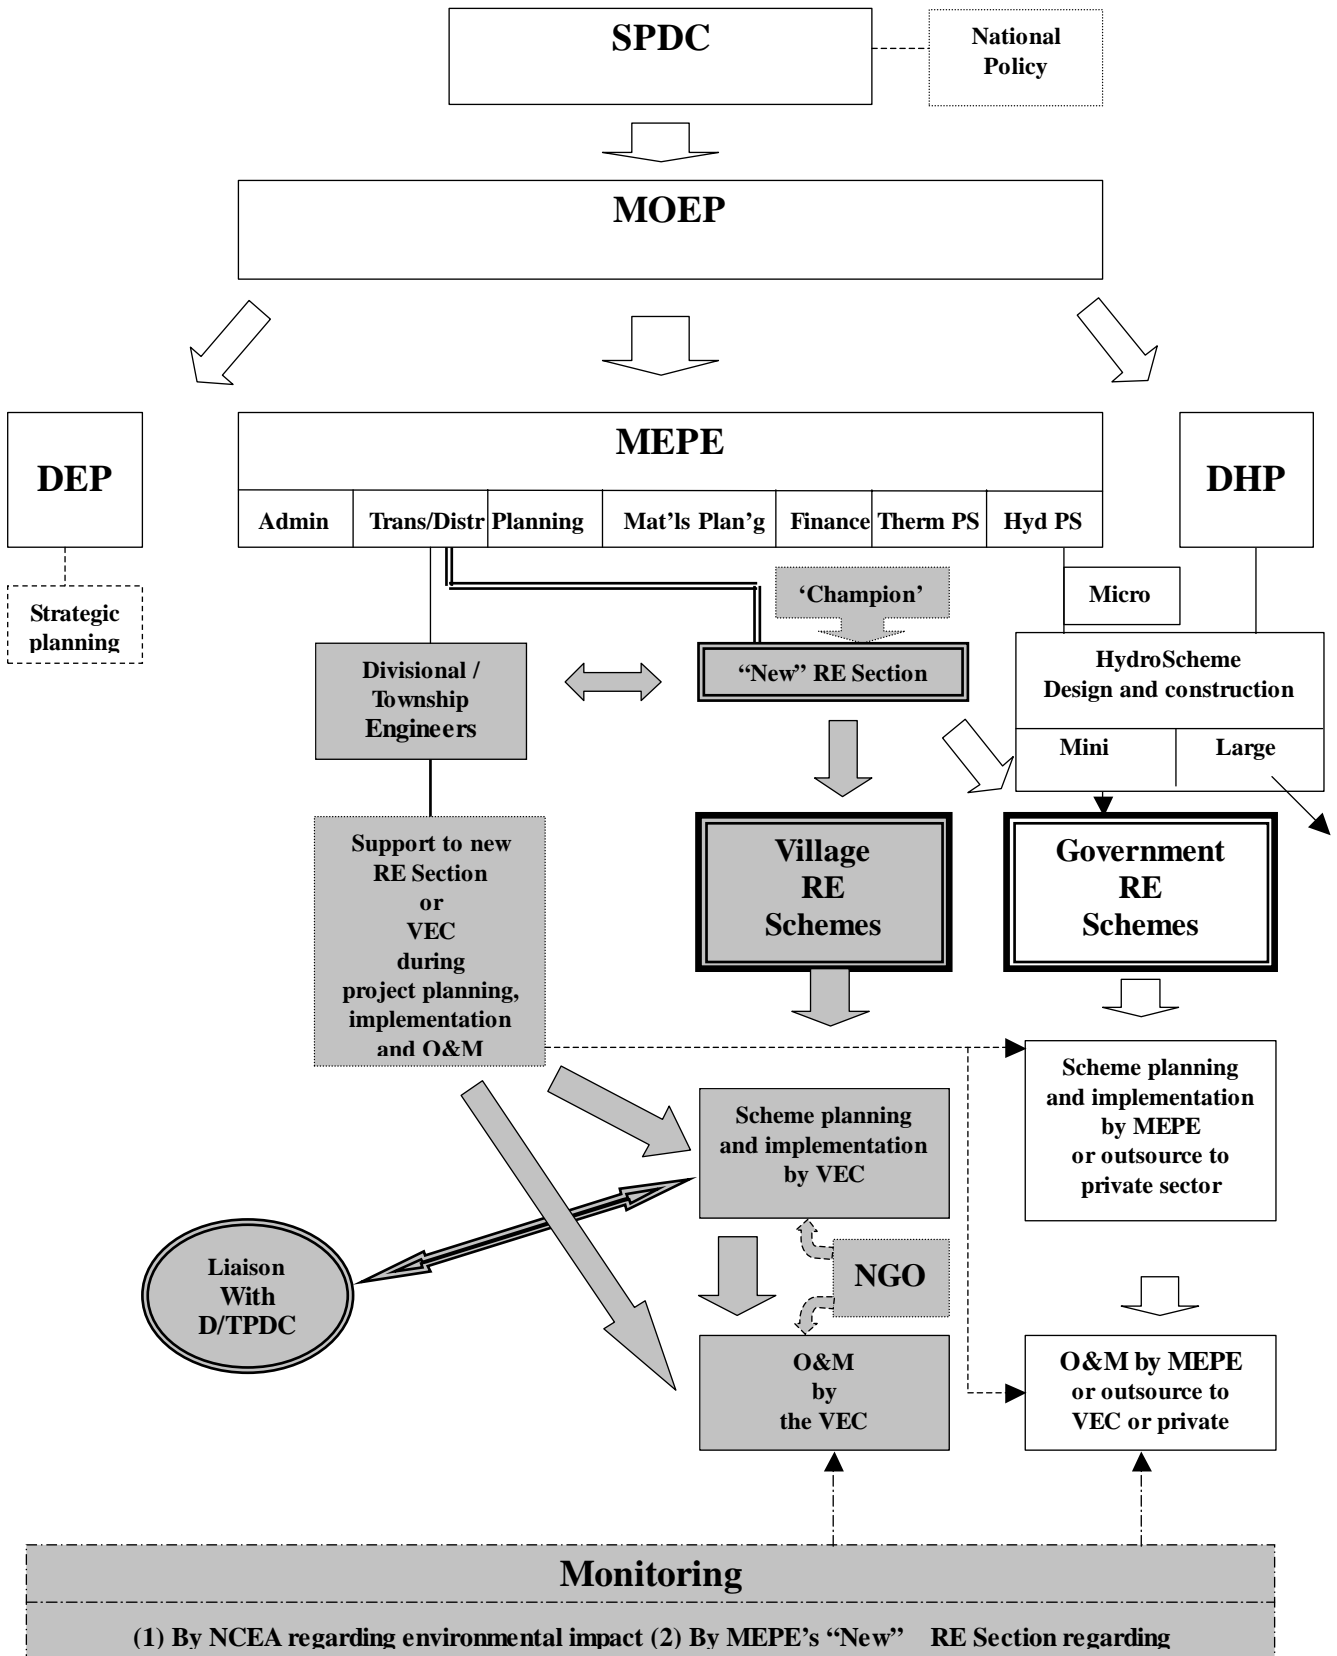 SPDC
National
Policy
MOEP
DEP
MEPE
DHP
Admin Trans/Distr Planning Mat’ls Plan’g Finance Therm PS Hyd PS
Strategic
planning
‘Champion’
Micro
Divisional /
Township
Engineers
“New” RE Section
HydroScheme
Design and construction
Mini Large
Support to new
RE Section
or
VEC
during
project planning,
implementation
and O&M
Village
RE
Schemes
Government
RE
Schemes
Scheme planning
and implementation
by VEC
Scheme planning
and implementation
by MEPE
or outsource to
private sector
Liaison
With
D/TPDC
NGO
O&M
by
the VEC
O&M by MEPE
or outsource to
VEC or private
Monitoring
(1) By NCEA regarding environmental impact (2) By MEPE’s “New” RE Section regarding